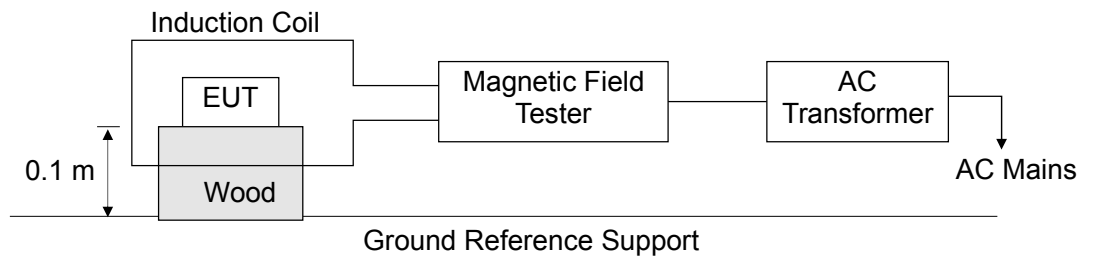 Induction Coil
EUT
Magnetic Field
Tester
AC
Transformer
0.1 m
Wood
AC Mains
Ground Reference Support